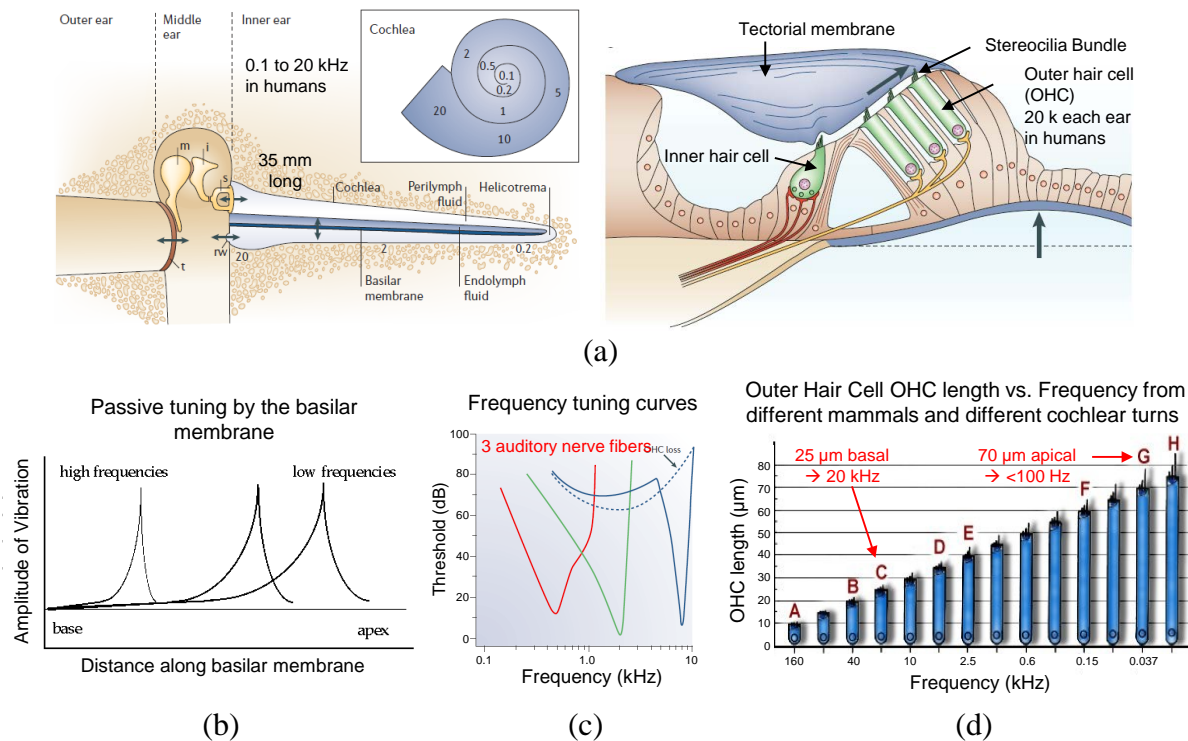 Outer ear
Middle
ear
Inner ear
0.1 to 20 kHz
in humans
Cochlea
2
0.5
0.1
0.2
5
20
1
10
m
i
s
35 mm
long
Cochlea
Perilymph
fluid
Helicotrema
rw
20
2
0.2
t
Basilar
membrane
Endolymph
fluid
Tectorial membrane
Stereocilia Bundle
Outer hair cell
(OHC)
20 k each ear
in humans
Inner hair cell
(a)
Passive tuning by the basilar
membrane
Amplitude of Vibration
high frequencies
low frequencies
base
apex
Distance along basilar membrane
(b)
Frequency tuning curves
3 auditory nerve fibers
OHC loss
Threshold (dB)
100
80
60
40
20
0
0.1
1.0
10
Frequency (kHz)
(c)
Outer Hair Cell OHC length vs. Frequency from
different mammals and different cochlear turns
25 µm basal
→ 20 kHz
70 µm apical
→ <100 Hz
OHC length (µm)
80
70
60
50
40
30
20
10
0
A
B
C
D
E
F
G
H
160
40
10
2.5
0.6
0.15
0.037
Frequency (kHz)
(d)